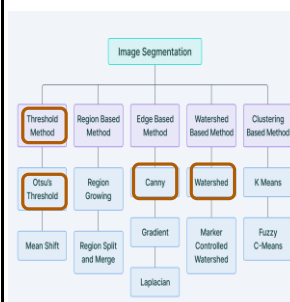 Image Segmentation
Threshold
Method
Region Based
Method
Edge Based
Method
Watershed
Based Method
Clustering
Based Method
Otsu's
Threshold
Region
Growing
Canny
Watershed
K Means
Mean Shift
Region Split
and Merge
Gradient
Marker
Controlled
Watershed
Fuzzy
C-Means
Laplacian